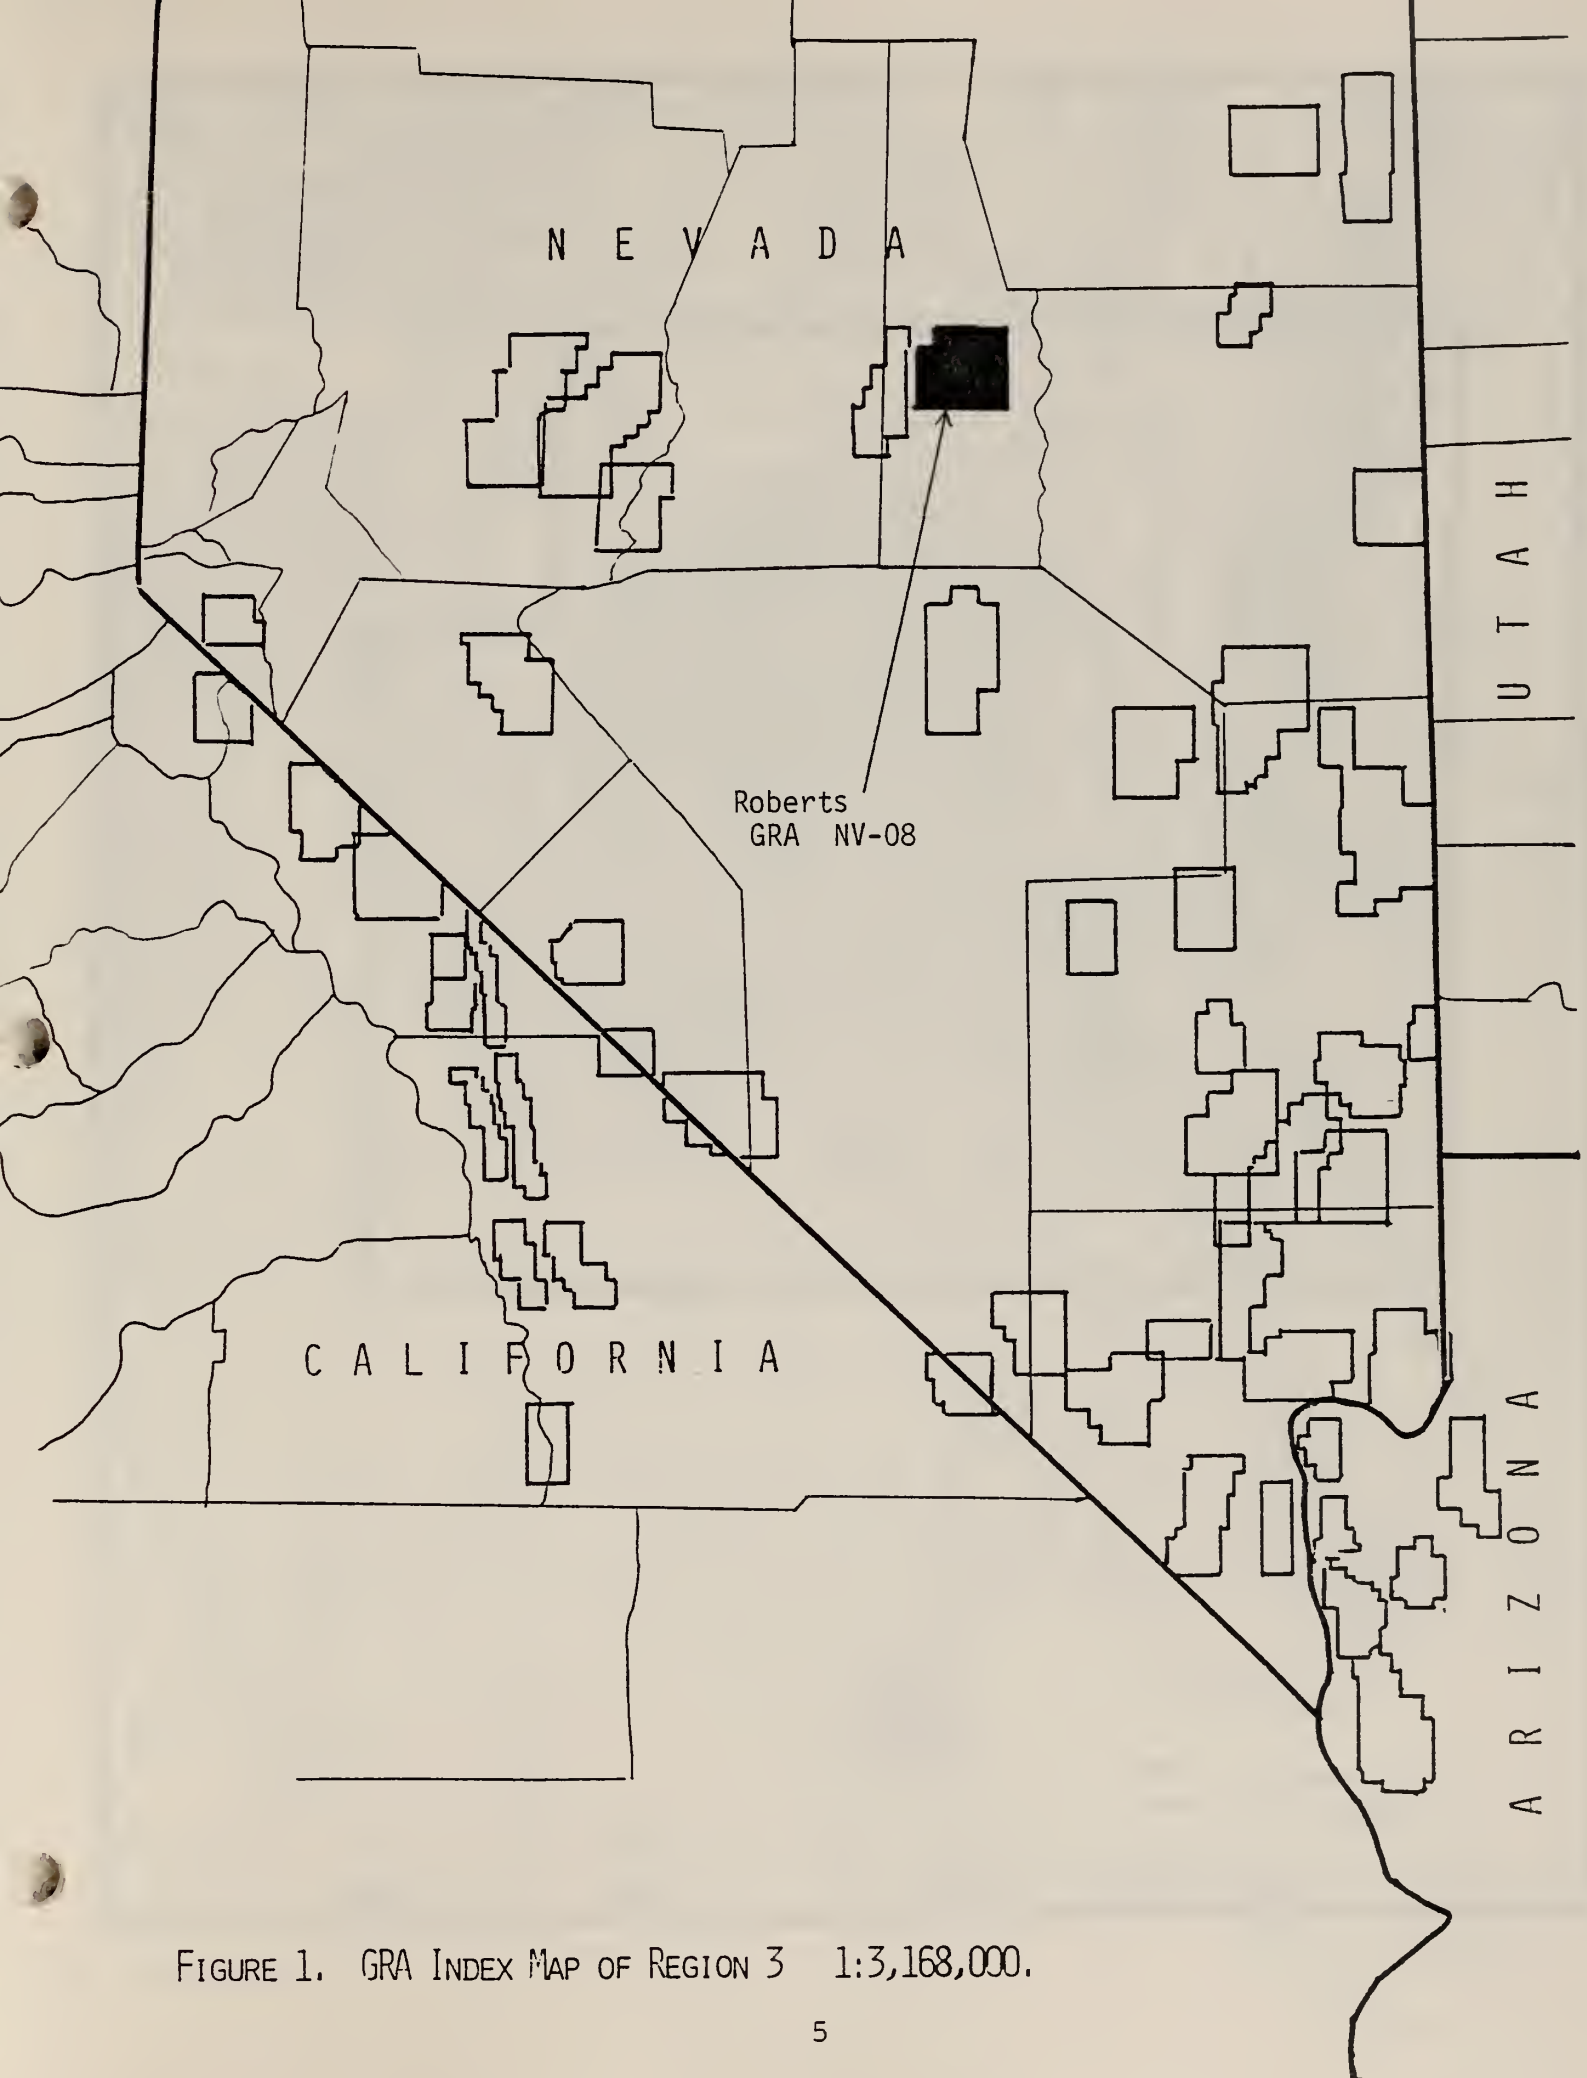 N E V A D A
U T A H
Roberts
GRA NV-08
C A L I F O R N I A
A R I Z O N A
FIGURE 1. GRA INDEX MAP OF REGION 3 1:3,168,000.
5